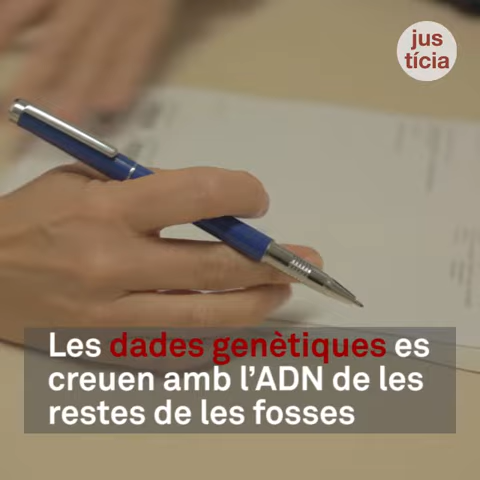 jus
tícia
Les dades genètiques es
creuen amb l'ADN de les
restes de les fosses